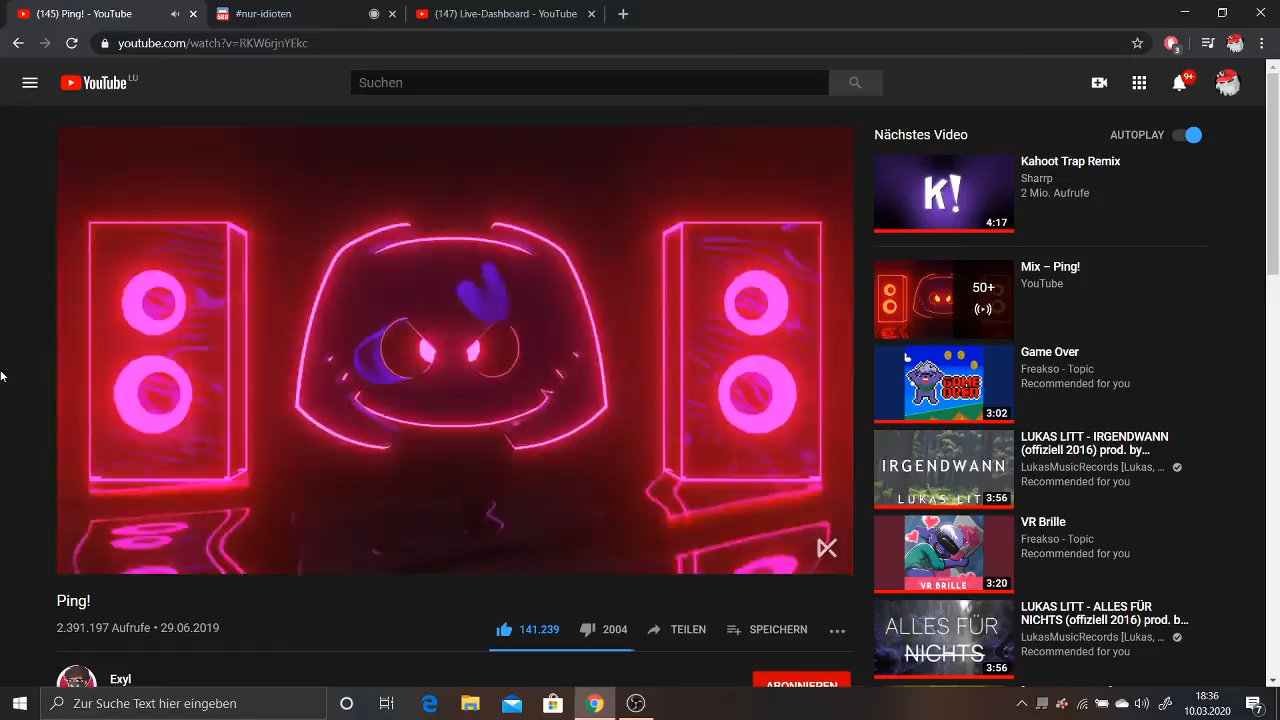 (145) Ping! - YouTube
588
#nur-idioten
(147) Live-Dashboard - YouTube
youtube.com/watch?v=RKW6rjnYEkc
3
YouTube LU
Suchen
9+
Nächstes Video
AUTOPLAY
K!
4:17
Kahoot Trap Remix
Sharrp
2 Mio. Aufrufe
50+
Mix – Ping!
YouTube
GAME OVER
3:02
Game Over
Freakso - Topic
Recommended for you
IRGENDWANN
LUKAS LIT
3:56
LUKAS LITT - IRGENDWANN
(offiziell 2016) prod. by…
LukasMusicRecords [Lukas, ...
Recommended for you
VR BRILLE
3:20
VR Brille
Freakso - Topic
Recommended for you
ALLES FÜR
NICHTS
3:56
LUKAS LITT - ALLES FÜR
NICHTS (offiziell 2016) prod. b…
LukasMusicRecords [Lukas, ...
Recommended for you
Ping!
2.391.197 Aufrufe • 29.06.2019
141.239
2004
TEILEN
SPEICHERN
Exyl
ABONNIEREN
Zur Suche Text hier eingeben
18:36
10.03.2020
7